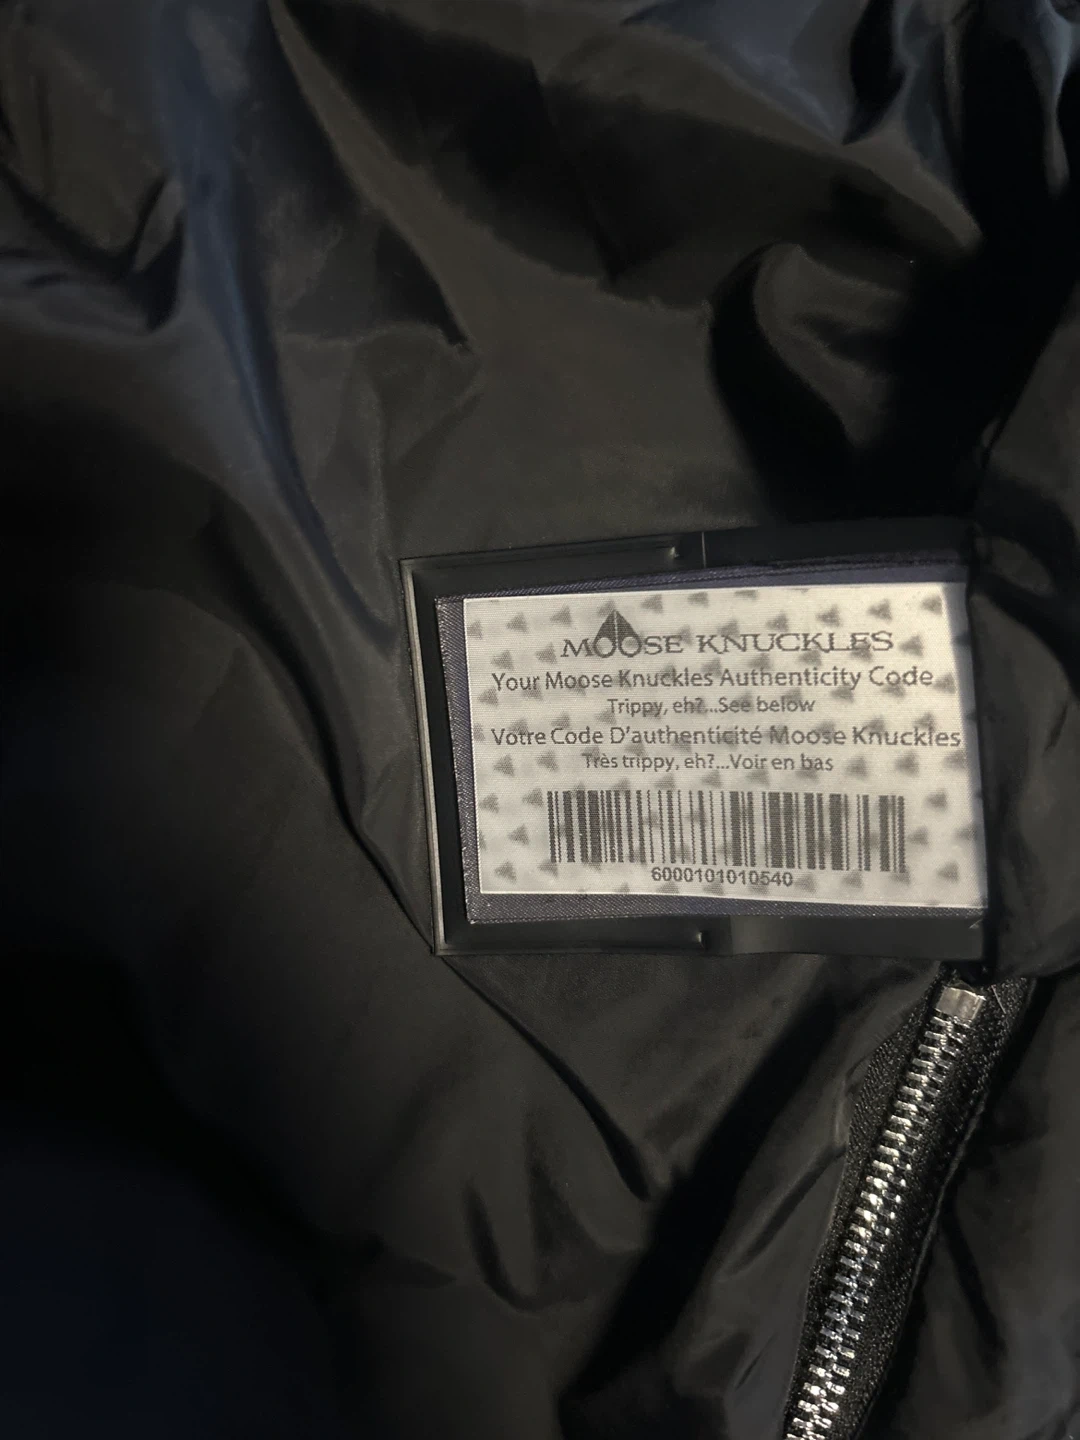 MOOSE KNUCKLES
Your Moose Knuckles Authenticity Code
Trippy, eh?...See below
Votre Code D'authenticité Moose Knuckles
Très trippy, eh?...Voir en bas
6000101010540